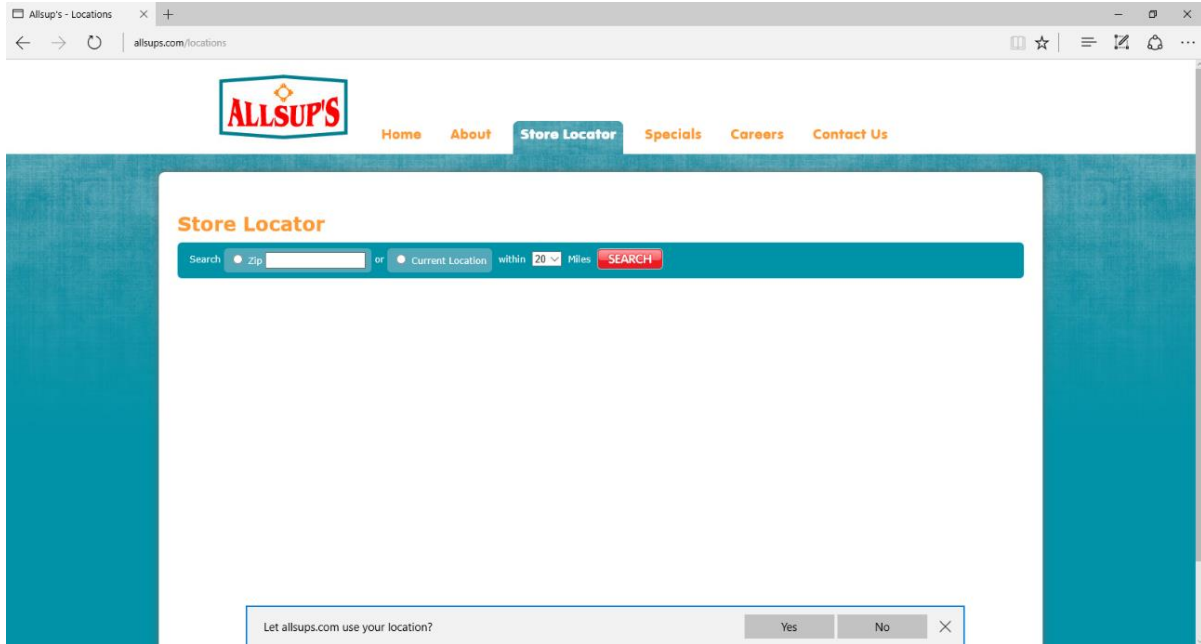 Allsup's - Locations
allsups.com/locations
ALLSUP'S
Home About Store Locator Specials Careers Contact Us
Store Locator
Search Zip or Current Location within 20 Miles SEARCH
Let allsups.com use your location? Yes No